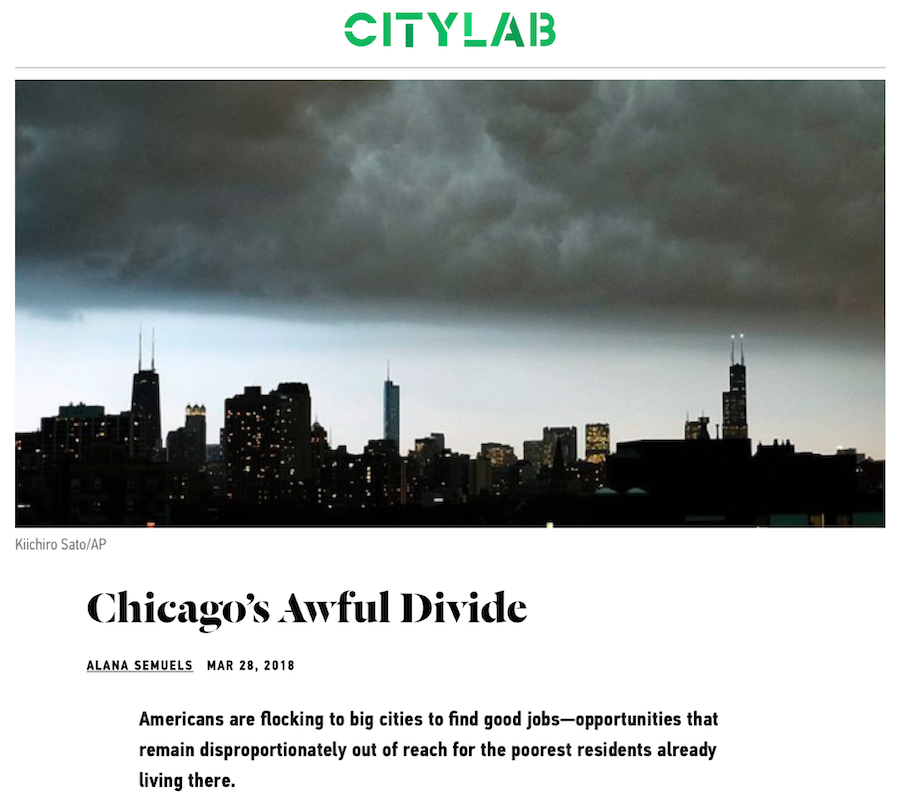 CITYLAB
Kiichiro Sato/AP
Chicago's Awful Divide
ALANA SEMUELS MAR 28, 2018
Americans are flocking to big cities to find good jobs—opportunities that
remain disproportionately out of reach for the poorest residents already
living there.